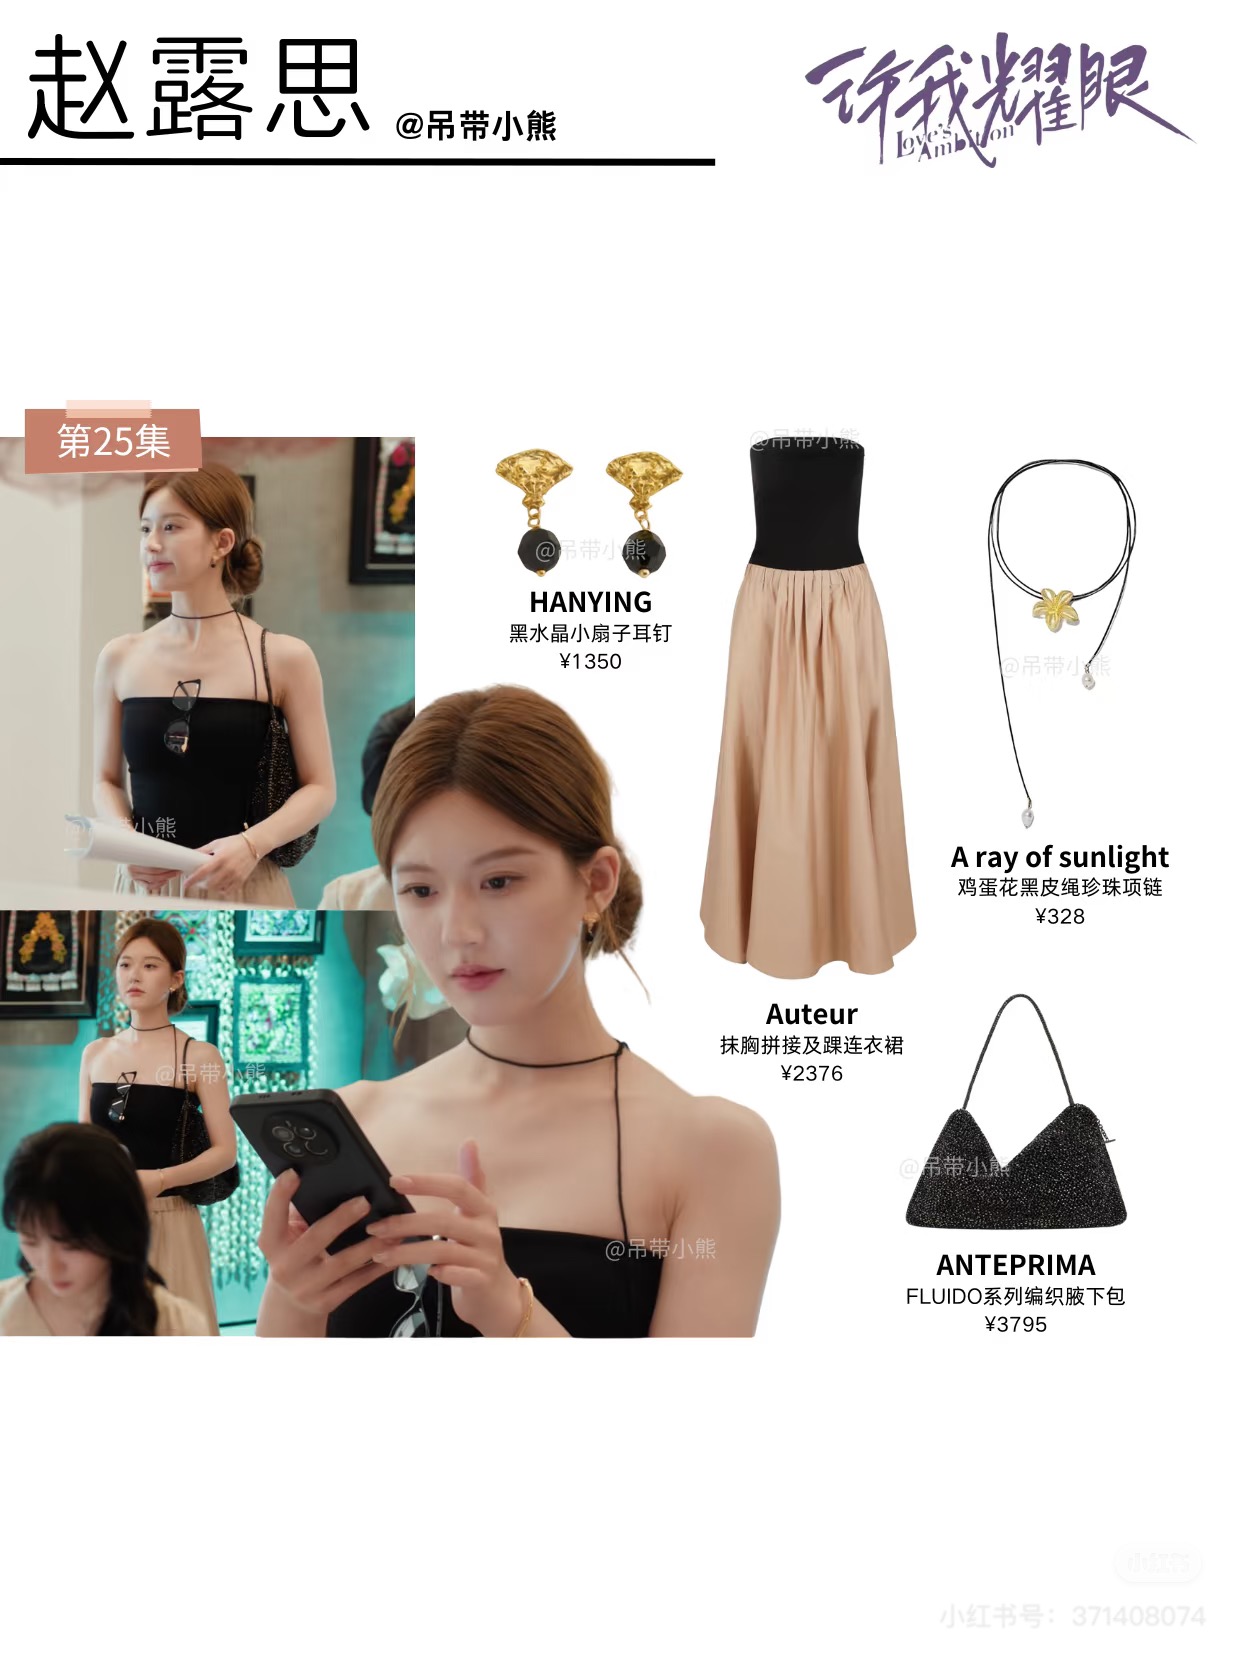 赵露思 @吊带小熊
许我耀眼
Love's Ambition
第25集
@吊带小熊
@吊带小熊
HANYING
黑水晶小扇子耳钉
¥1350
@吊带小熊
@吊带小熊
A ray of sunlight
鸡蛋花黑皮绳珍珠项链
¥328
@吊带小熊
Auteur
抹胸拼接及踝连衣裙
¥2376
@吊带小熊
@吊带小熊
@吊带小熊
ANTEPRIMA
FLUIDO系列编织腋下包
¥3795
小红书
小红书号：371408074